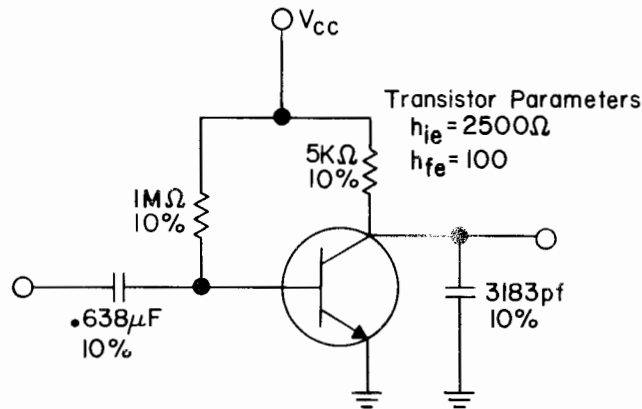 Vcc
Transistor Parameters
hie = 2500Ω
hfe = 100
5KΩ
10%
1MΩ
10%
.638μF
10%
3183pf
10%